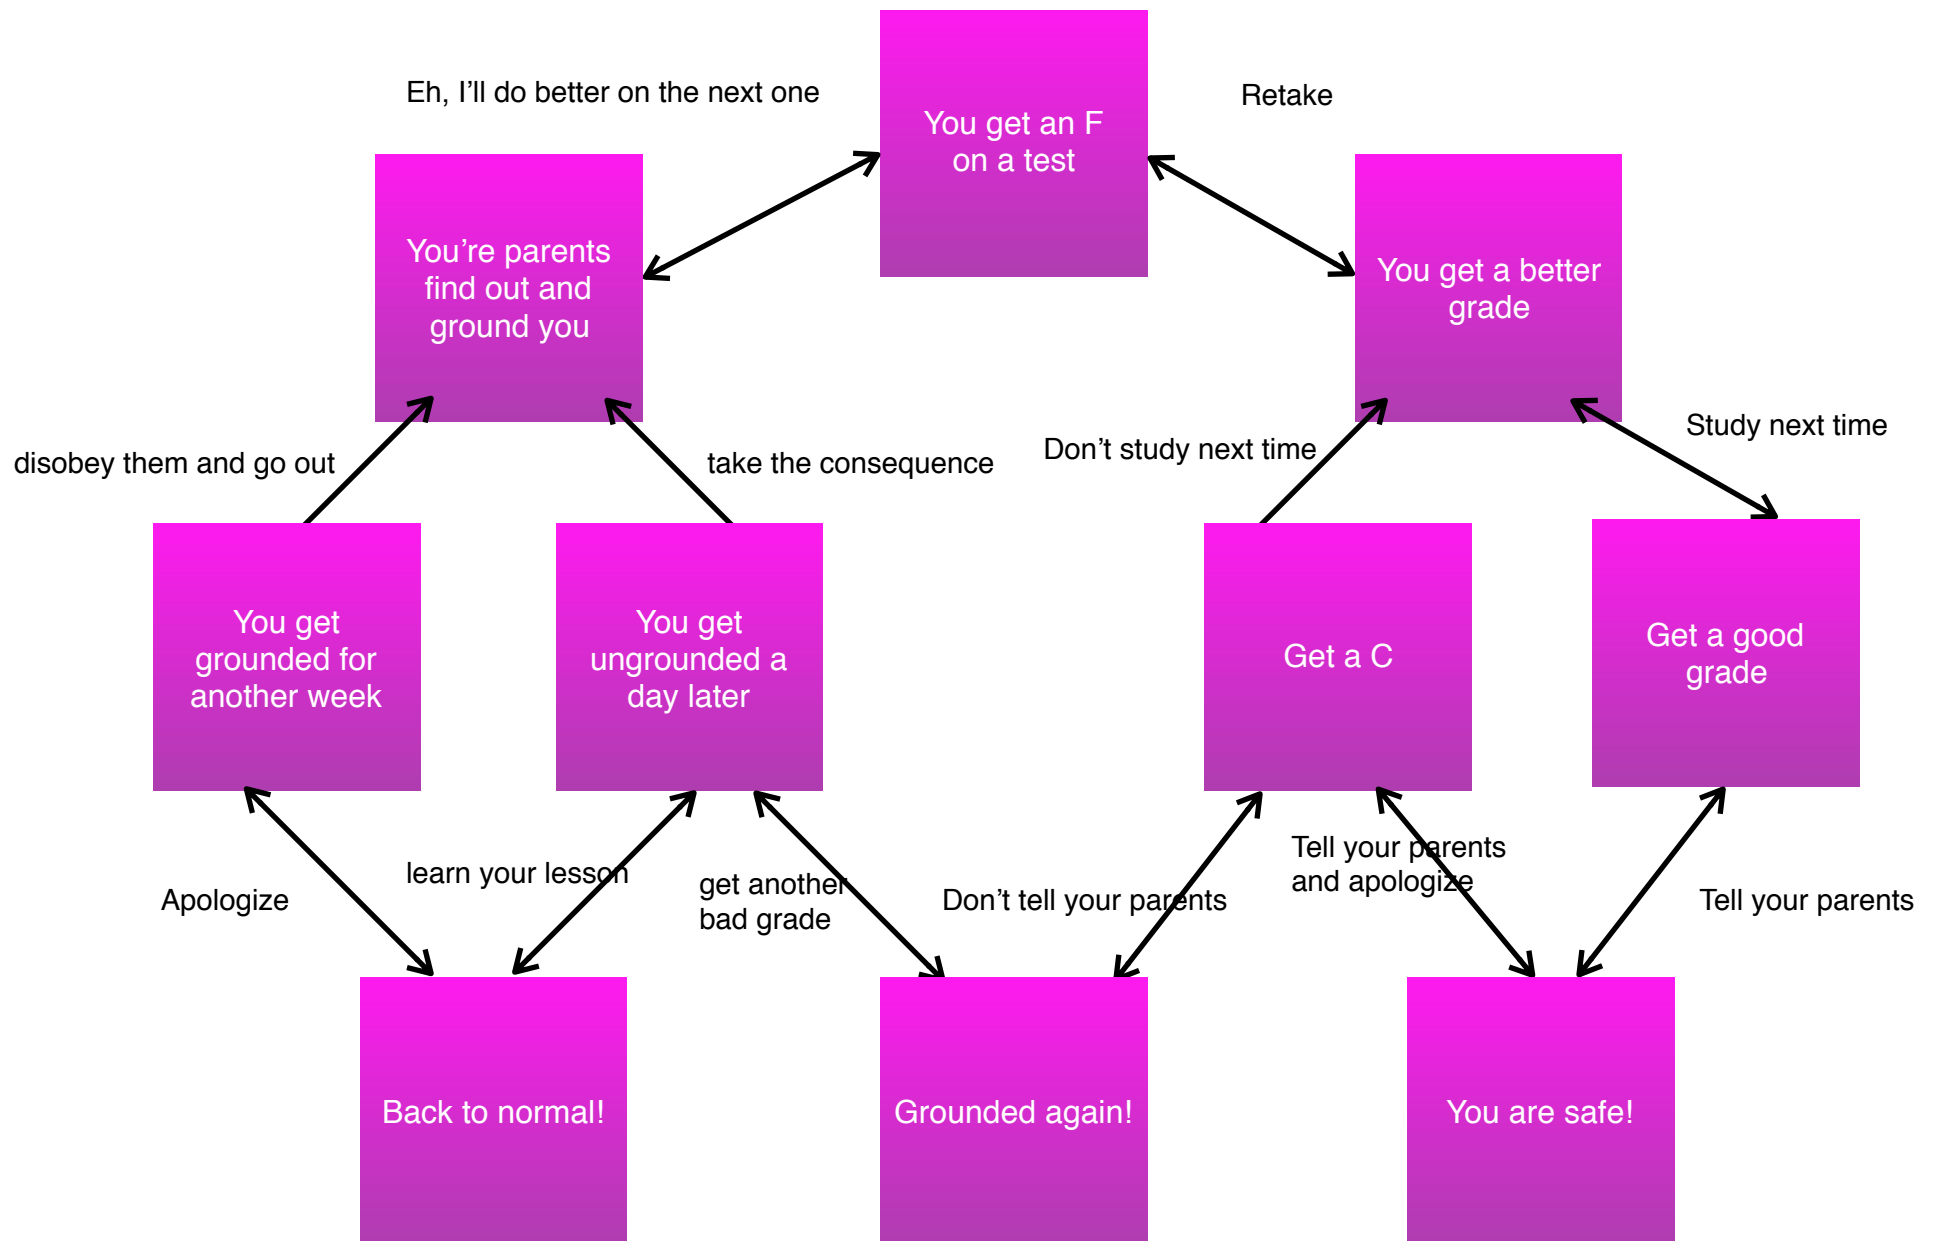 Eh, I’ll do better on the next one
You get an F
on a test
Retake
You’re parents
find out and
ground you
You get a better
grade
disobey them and go out
take the consequence
Don’t study next time
Study next time
You get
grounded for
another week
You get
ungrounded a
day later
Get a C
Get a good
grade
Apologize
learn your lesson
get another
bad grade
Don’t tell your parents
Tell your parents
and apologize
Tell your parents
Back to normal!
Grounded again!
You are safe!